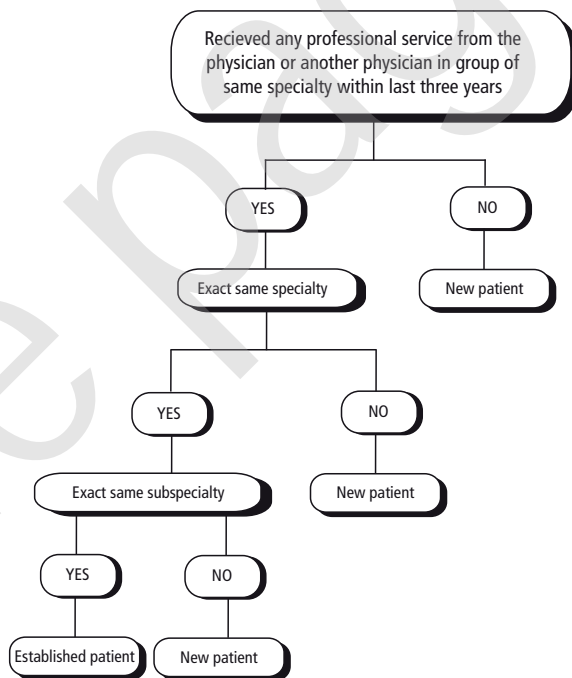 Recieved any professional service from the
physician or another physician in group of
same specialty within last three years
YES
NO
Exact same specialty
New patient
YES
NO
Exact same subspecialty
New patient
YES
NO
Established patient
New patient